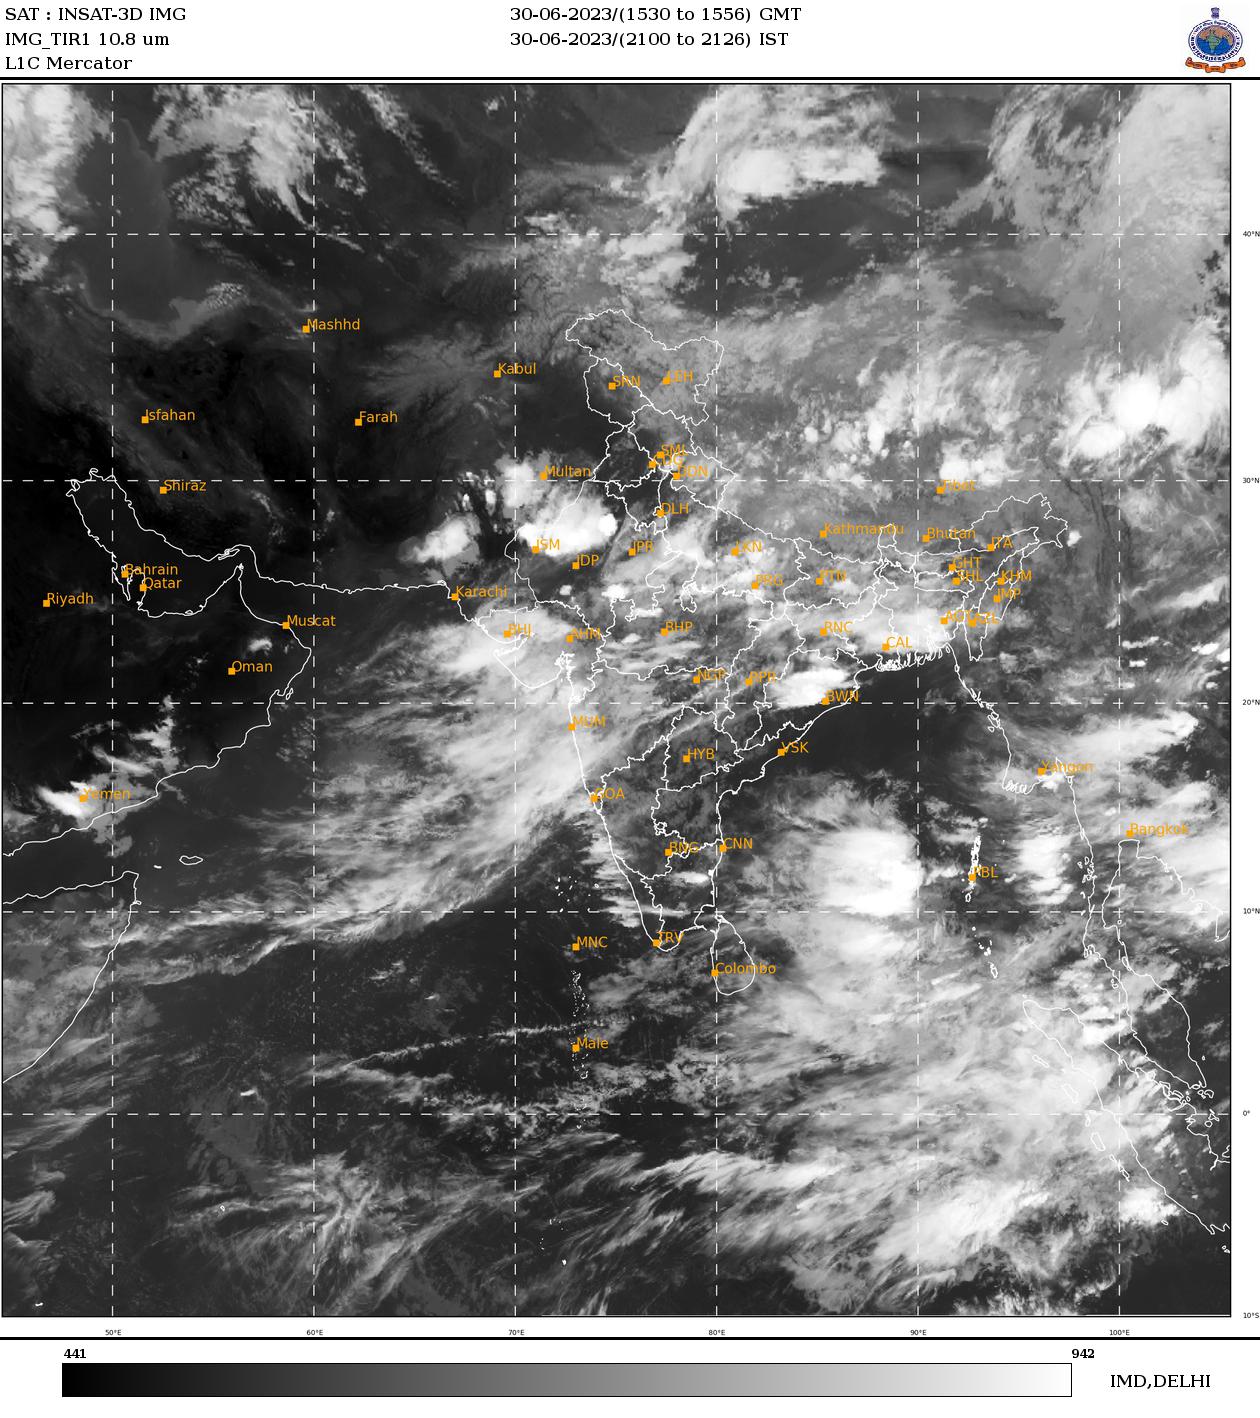 SAT : INSAT-3D IMG
30-06-2023/(1530 to 1556) GMT
IMG_TIR1 10.8 um
30-06-2023/(2100 to 2126) IST
L1C Mercator
40°N
Mashhd
Kabul
SRN
LEH
Isfahan
Farah
SML
Multan
DDN
30°N
Shiraz
Tibet
DLH
Kathmandu
Bhutan
ITA
JSM
JPR
LKN
JDP
GHT
Bahrain
Qatar
PRG
PTN
SHL
KHM
Riyadh
Karachi
IMP
Muscat
BHJ
AHM
BHP
RNC
AGT
AZL
CAL
Oman
NGP
RPR
BWN
20°N
MUM
HYB
VSK
Yangon
Yemen
GOA
Bangkok
BNG
CNN
PBL
10°N
MNC
TRV
Colombo
Male
0°
10°S
50°E
60°E
70°E
80°E
90°E
100°E
441
942
IMD,DELHI